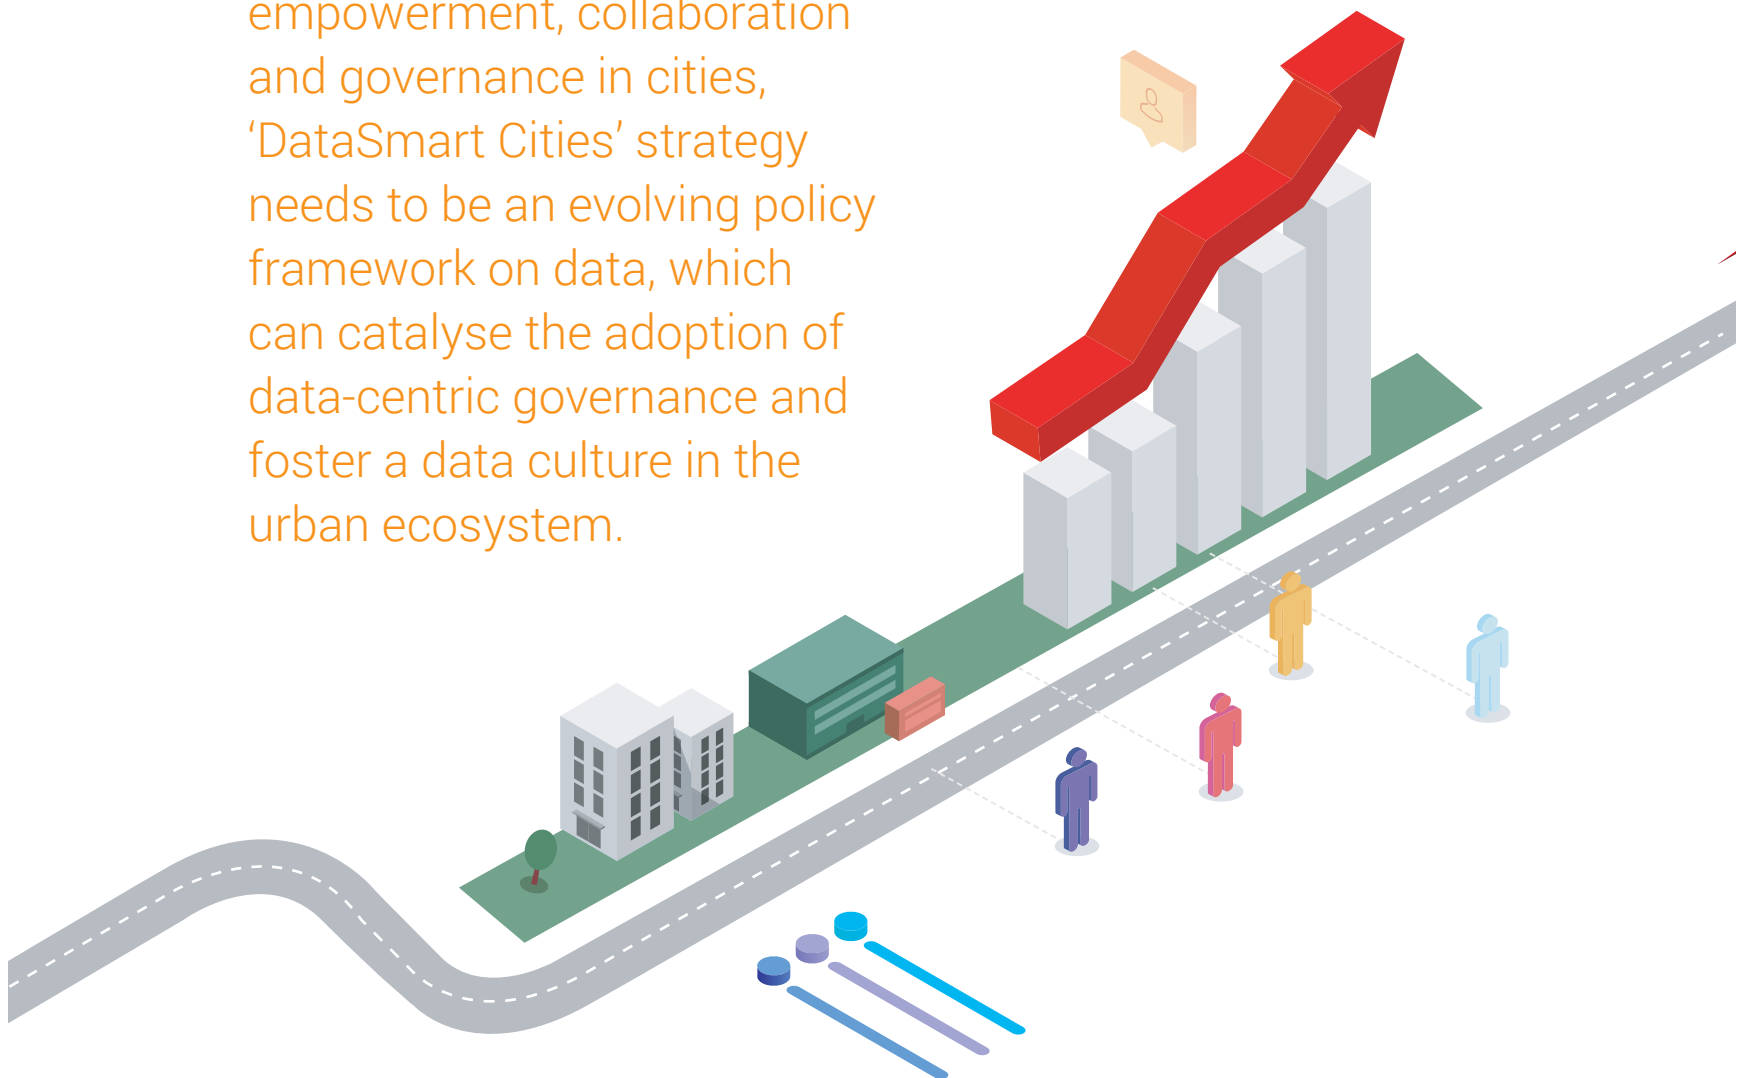 empowerment, collaboration
and governance in cities,
‘DataSmart Cities’ strategy
needs to be an evolving policy
framework on data, which
can catalyse the adoption of
data-centric governance and
foster a data culture in the
urban ecosystem.